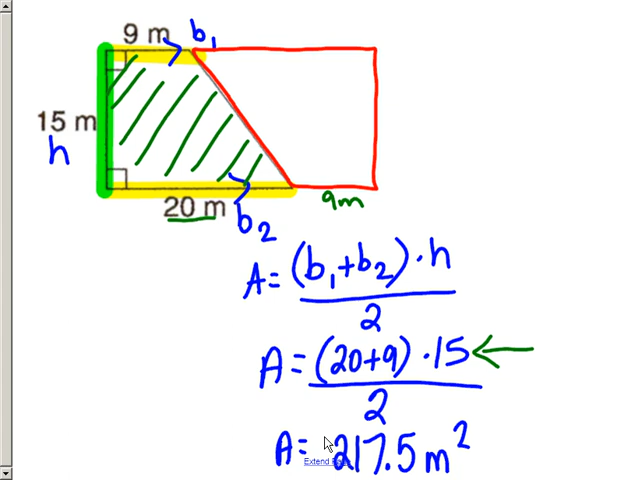 9 m b₁
15 m
h
20 m b₂ 9m
A = (b₁+b₂)·h / 2
A = (20+9)·15 / 2
A = 217.5 m²
Extend